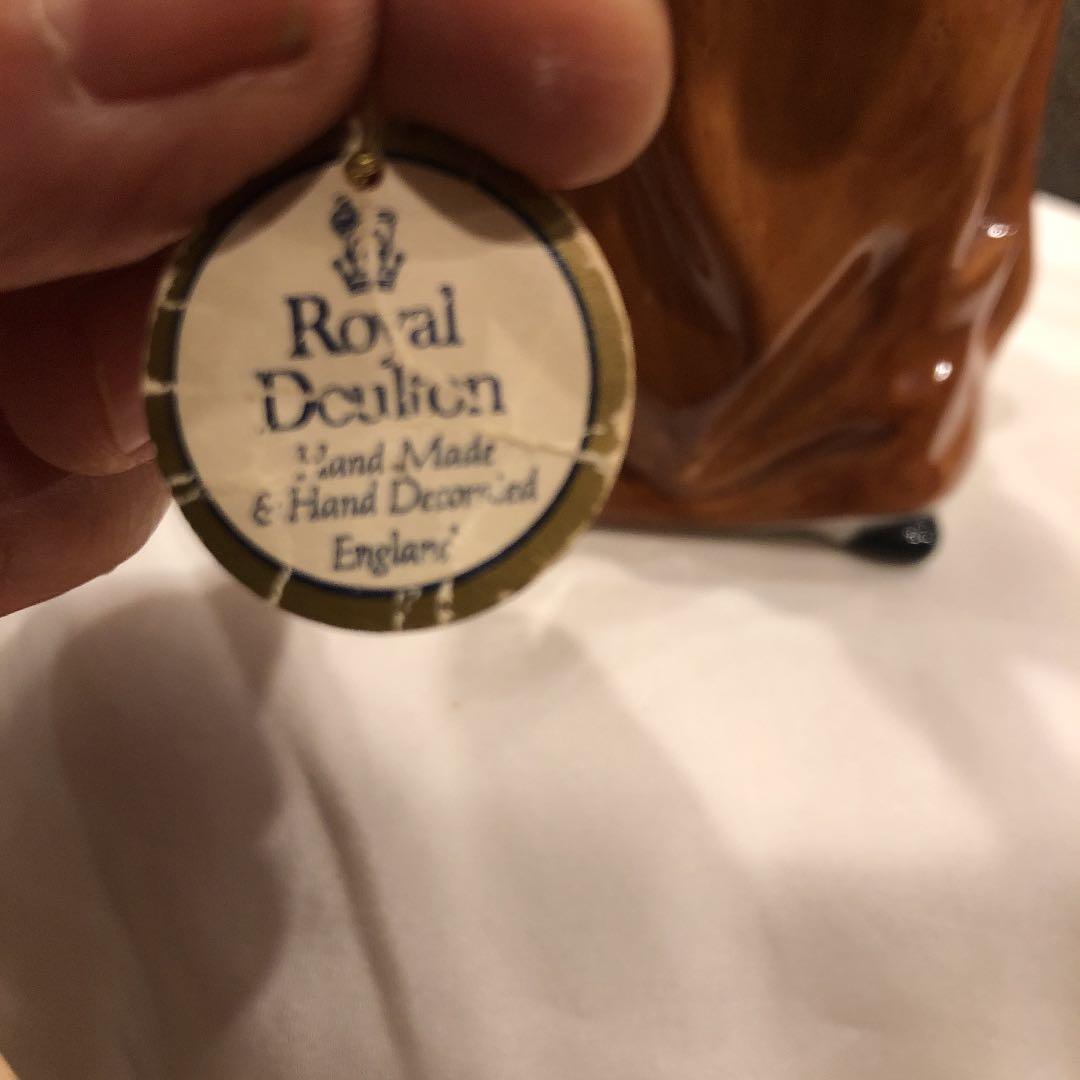 Royal
Doulton
Hand Made
& Hand Decorated
England